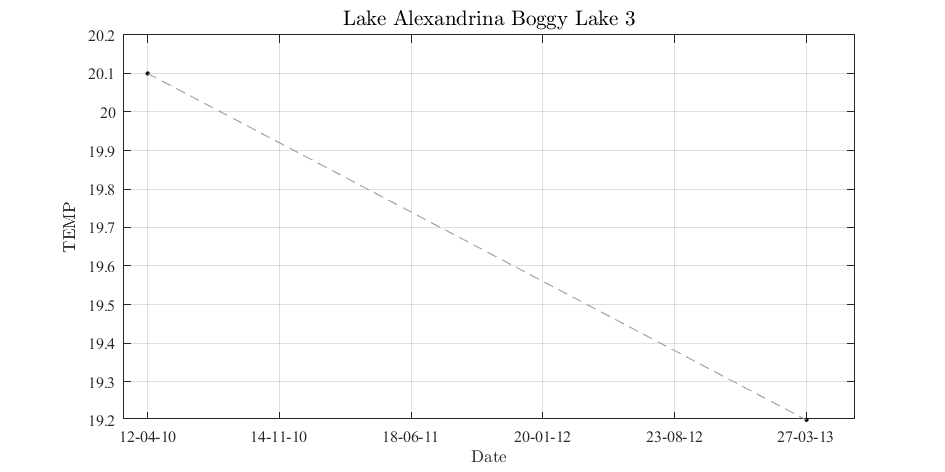 Lake Alexandrina Boggy Lake 3
20.2
20.1
20
19.9
19.8
19.7
19.6
19.5
19.4
19.3
19.2
TEMP
12-04-10 14-11-10 18-06-11 20-01-12 23-08-12 27-03-13
Date